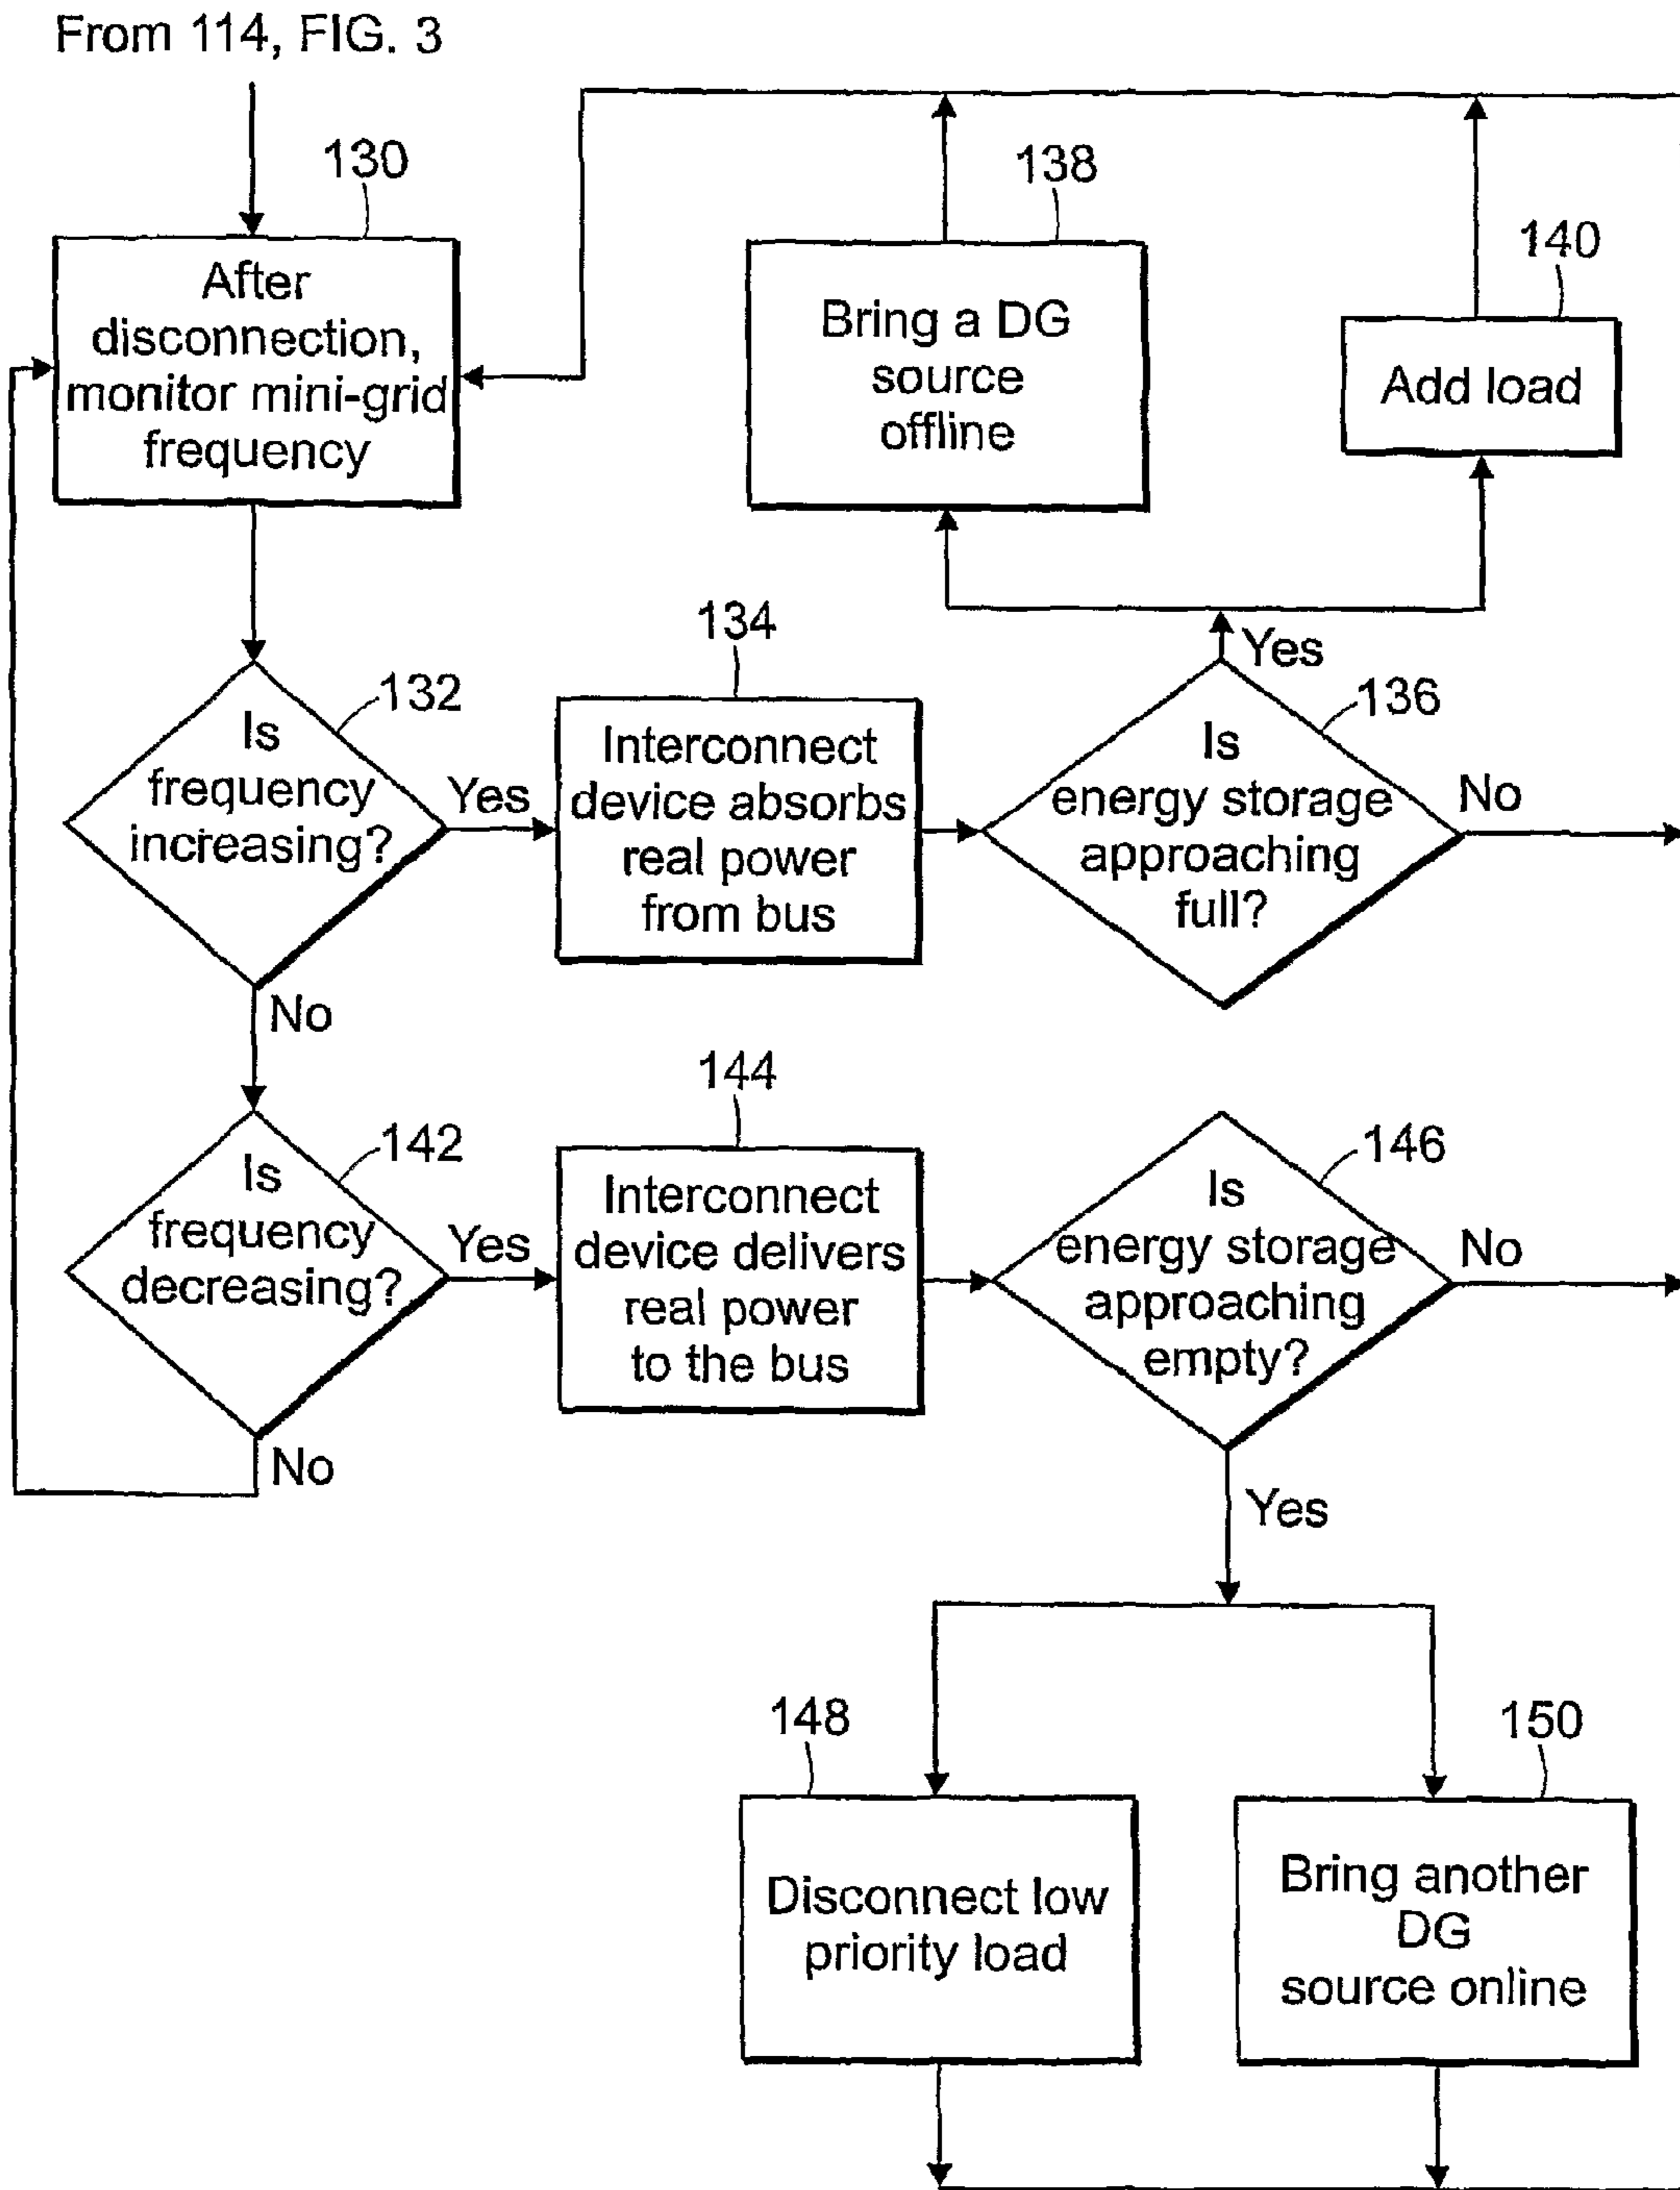 From 114, FIG. 3
130
After
disconnection,
monitor mini-grid
frequency
138
Bring a DG
source
offline
140
Add load
132
Is
frequency
increasing?
Yes
No
134
Interconnect
device absorbs
real power
from bus
136
Is
energy storage
approaching
full?
Yes
No
142
Is
frequency
decreasing?
Yes
No
144
Interconnect
device delivers
real power
to the bus
146
Is
energy storage
approaching
empty?
No
Yes
148
Disconnect low
priority load
150
Bring another
DG
source online